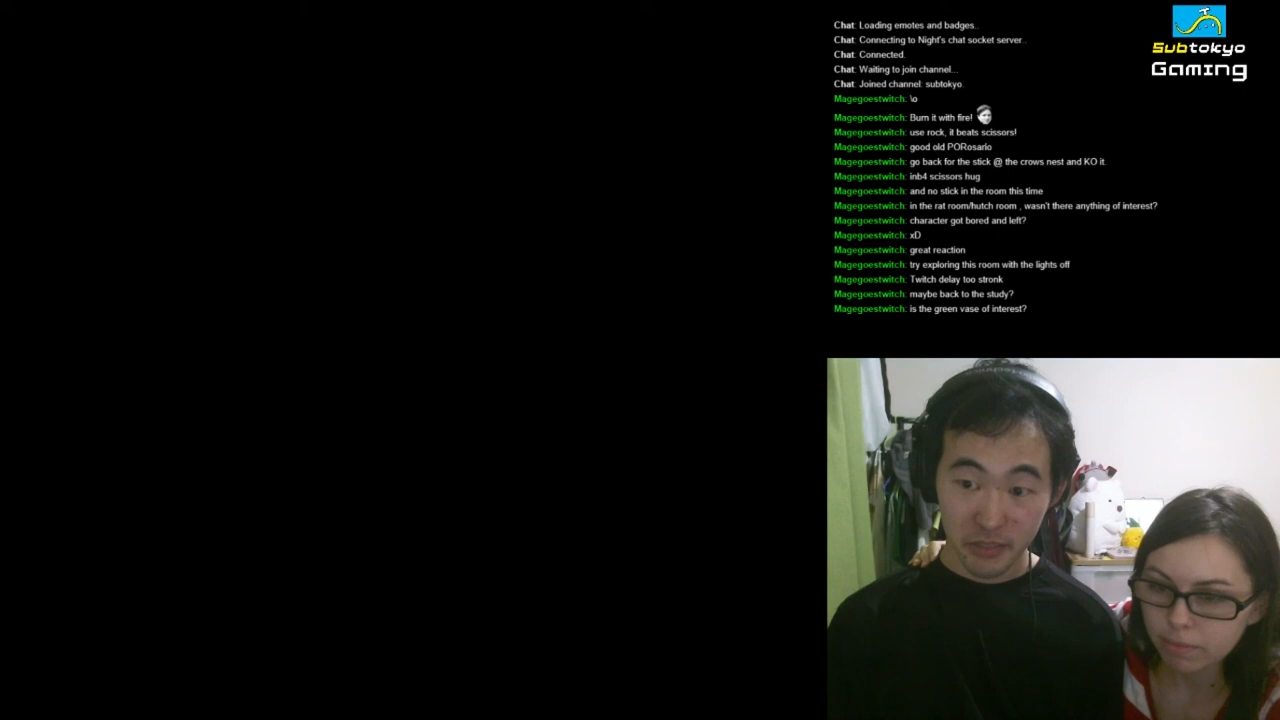 Chat: Loading emotes and badges..
Chat: Connecting to Night's chat socket server..
Chat: Connected.
Chat: Waiting to join channel...
Chat: Joined channel: subtokyo.
Magegoestwitch: \o
Magegoestwitch: Burn it with fire!
Magegoestwitch: use rock, it beats scissors!
Magegoestwitch: good old PORosario
Magegoestwitch: go back for the stick @ the crows nest and KO it.
Magegoestwitch: inb4 scissors hug
Magegoestwitch: and no stick in the room this time
Magegoestwitch: in the rat room/hutch room , wasn't there anything of interest?
Magegoestwitch: character got bored and left?
Magegoestwitch: xD
Magegoestwitch: great reaction
Magegoestwitch: try exploring this room with the lights off
Magegoestwitch: Twitch delay too stronk
Magegoestwitch: maybe back to the study?
Magegoestwitch: is the green vase of interest?
Subtokyo
Gaming